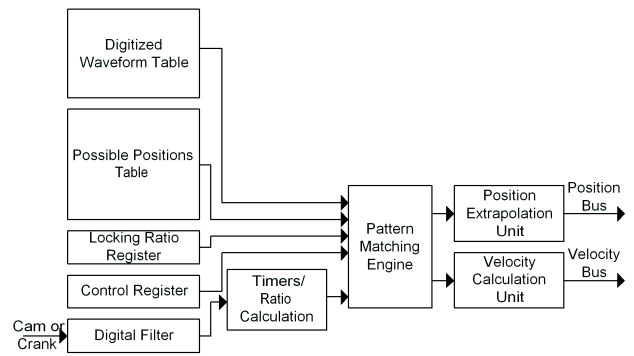 Digitized
Waveform Table
Possible Positions
Table
Locking Ratio
Register
Control Register
Cam or
Crank
Digital Filter
Timers/
Ratio
Calculation
Pattern
Matching
Engine
Position
Extrapolation
Unit
Position
Bus
Velocity
Calculation
Unit
Velocity
Bus